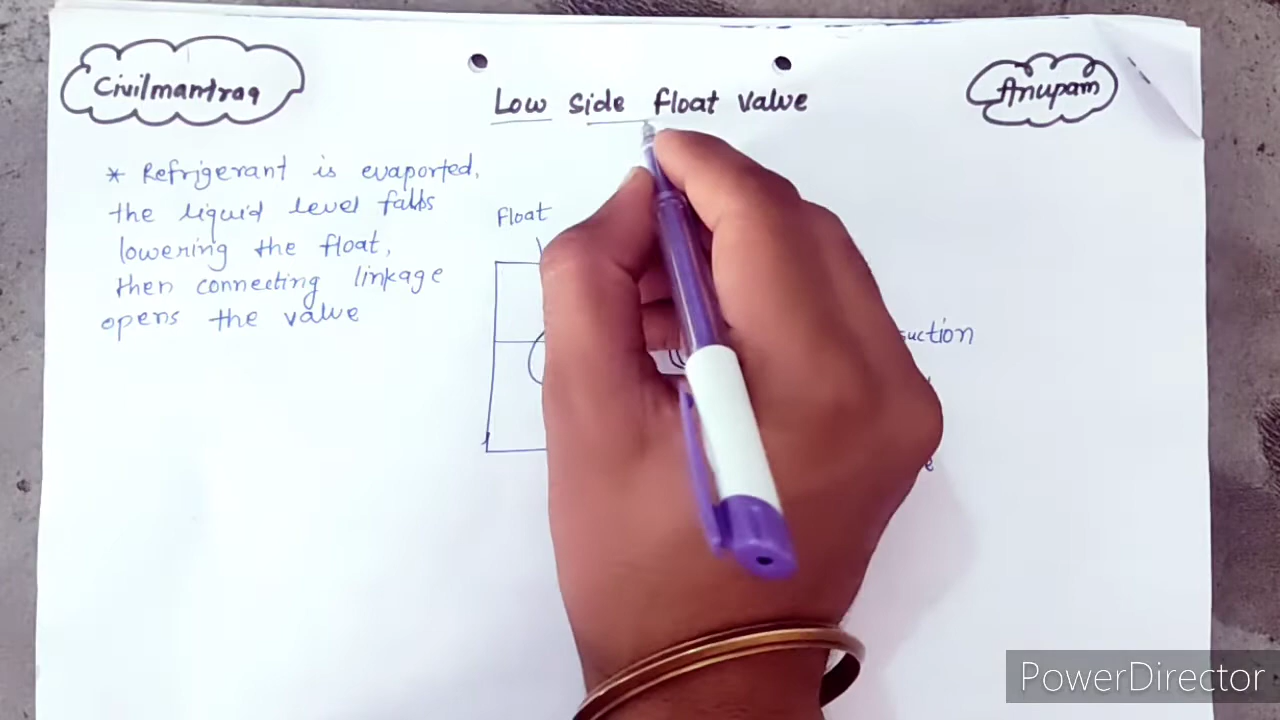 Civilmantraa
Low side float valve
Anupam
* Refrigerant is evaported,
the liquid level falls
lowering the float,
then connecting linkage
opens the valve
float
suction
PowerDirector